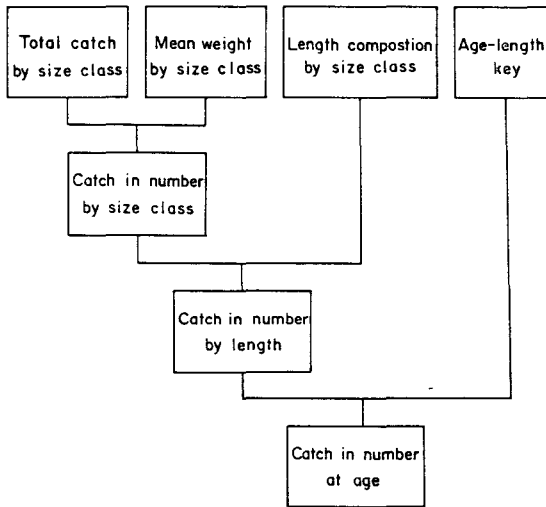 Total catch
by size class
Mean weight
by size class
Length compostion
by size class
Age-length
key
Catch in number
by size class
Catch in number
by length
Catch in number
at age